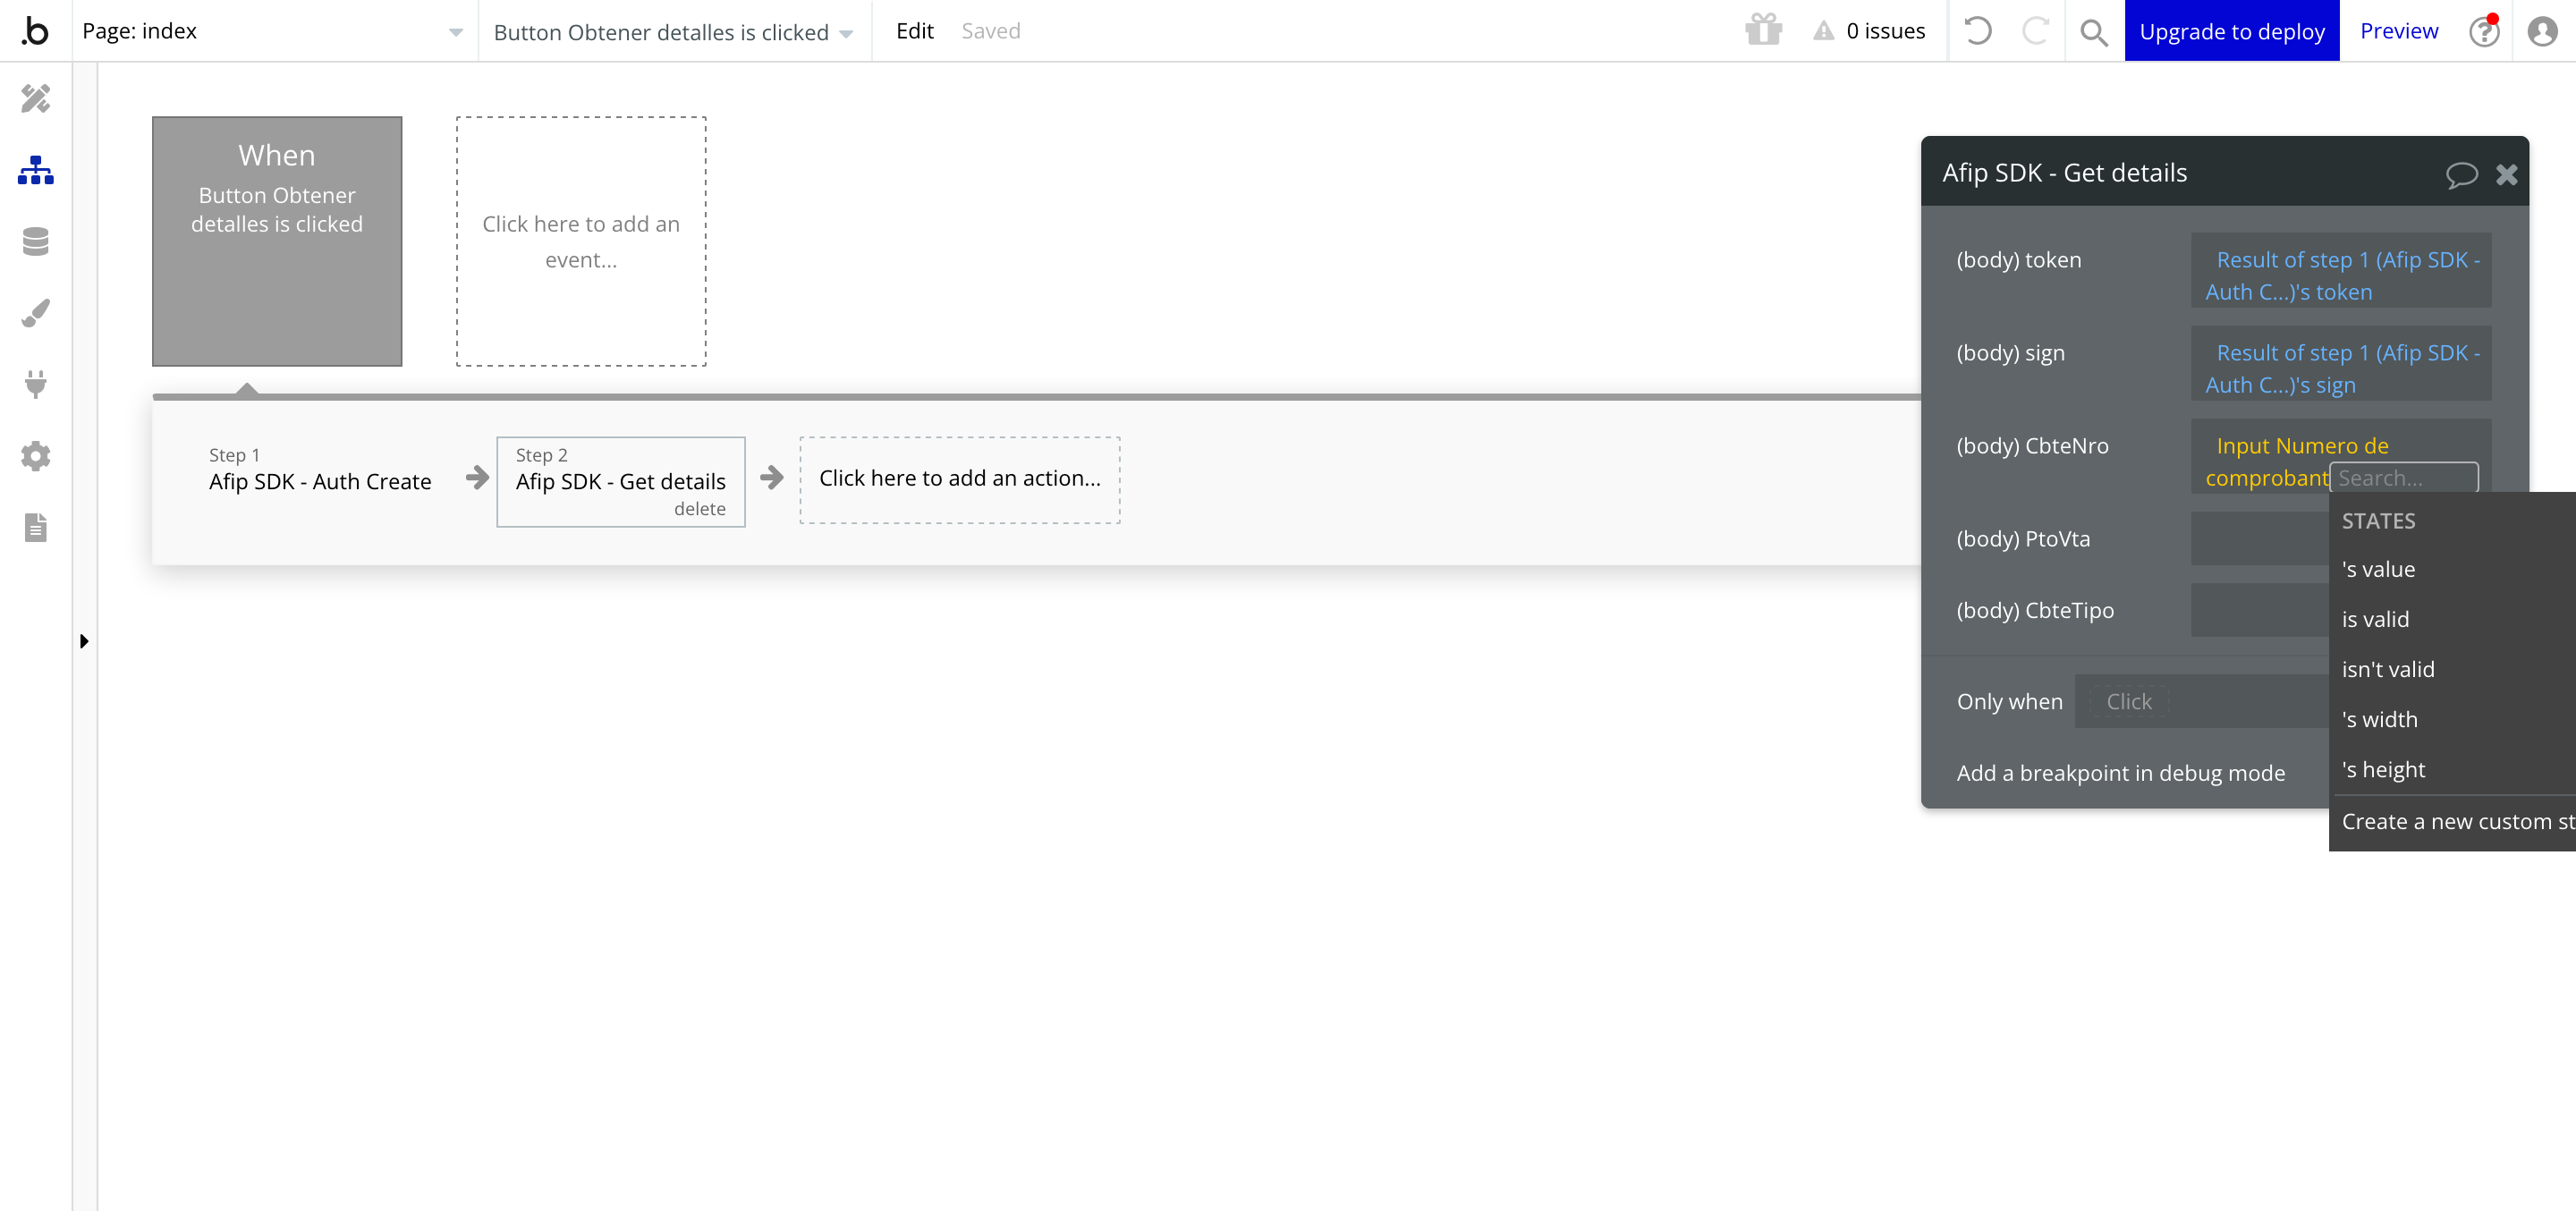 .b
Page: index
Button Obtener detalles is clicked
Edit
Saved
0 issues
Upgrade to deploy
Preview
When
Button Obtener
detalles is clicked
Click here to add an
event...
Step 1
Afip SDK - Auth Create
Step 2
Afip SDK - Get details
delete
Click here to add an action...
Afip SDK - Get details
(body) token
Result of step 1 (Afip SDK -
Auth C...)'s token
(body) sign
Result of step 1 (Afip SDK -
Auth C...)'s sign
(body) CbteNro
Input Numero de
comprobant
Search...
(body) PtoVta
(body) CbteTipo
Only when
Click
Add a breakpoint in debug mode
STATES
's value
is valid
isn't valid
's width
's height
Create a new custom st